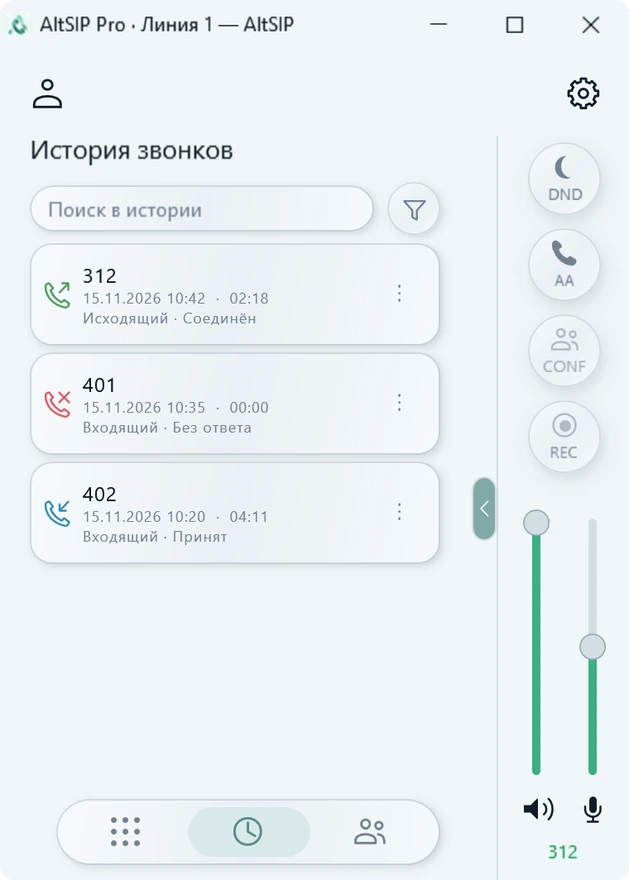 AltSIP Pro · Линия 1 — AltSIP
История звонков
Поиск в истории
312
15.11.2026 10:42 · 02:18
Исходящий · Соединён
401
15.11.2026 10:35 · 00:00
Входящий · Без ответа
402
15.11.2026 10:20 · 04:11
Входящий · Принят
DND
AA
CONF
REC
312